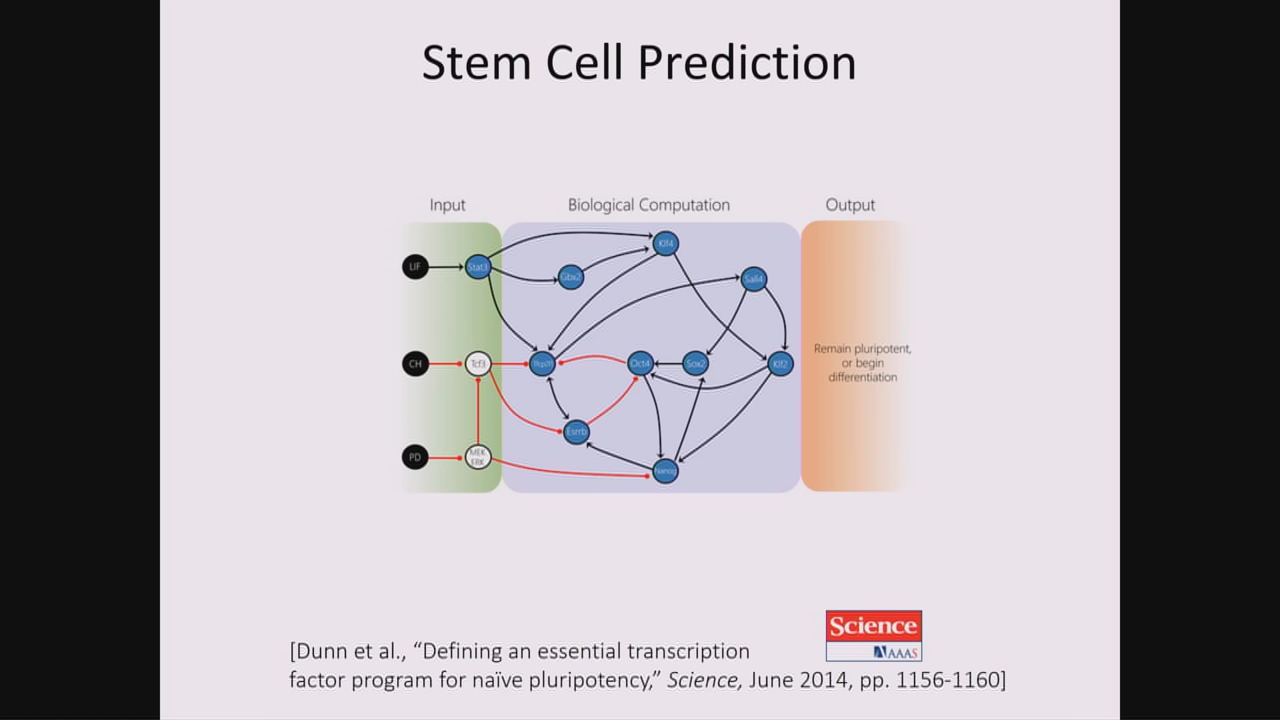 Stem Cell Prediction
Input
Biological Computation
Output
Klf4
LIF
Stat3
Gbx2
Sall4
CH
Tcf3
Oct4
Sox2
Klf2
Remain pluripotent,
or begin
differentiation
Esrrb
PD
MEK
ERK
Nanog
Science
AAAS
[Dunn et al., “Defining an essential transcription
factor program for naïve pluripotency,” Science, June 2014, pp. 1156-1160]